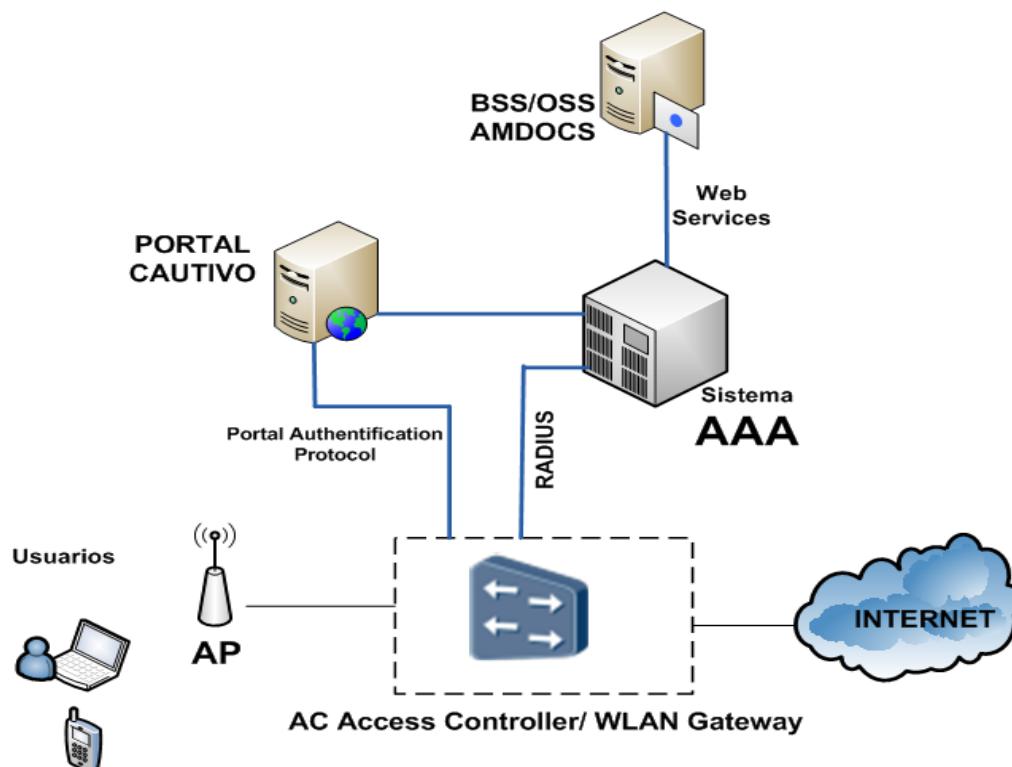 BSS/OSS
AMDOCS
Web
Services
PORTAL
CAUTIVO
Sistema
AAA
Portal Authentification
Protocol
RADIUS
Usuarios
AP
INTERNET
AC Access Controller/ WLAN Gateway